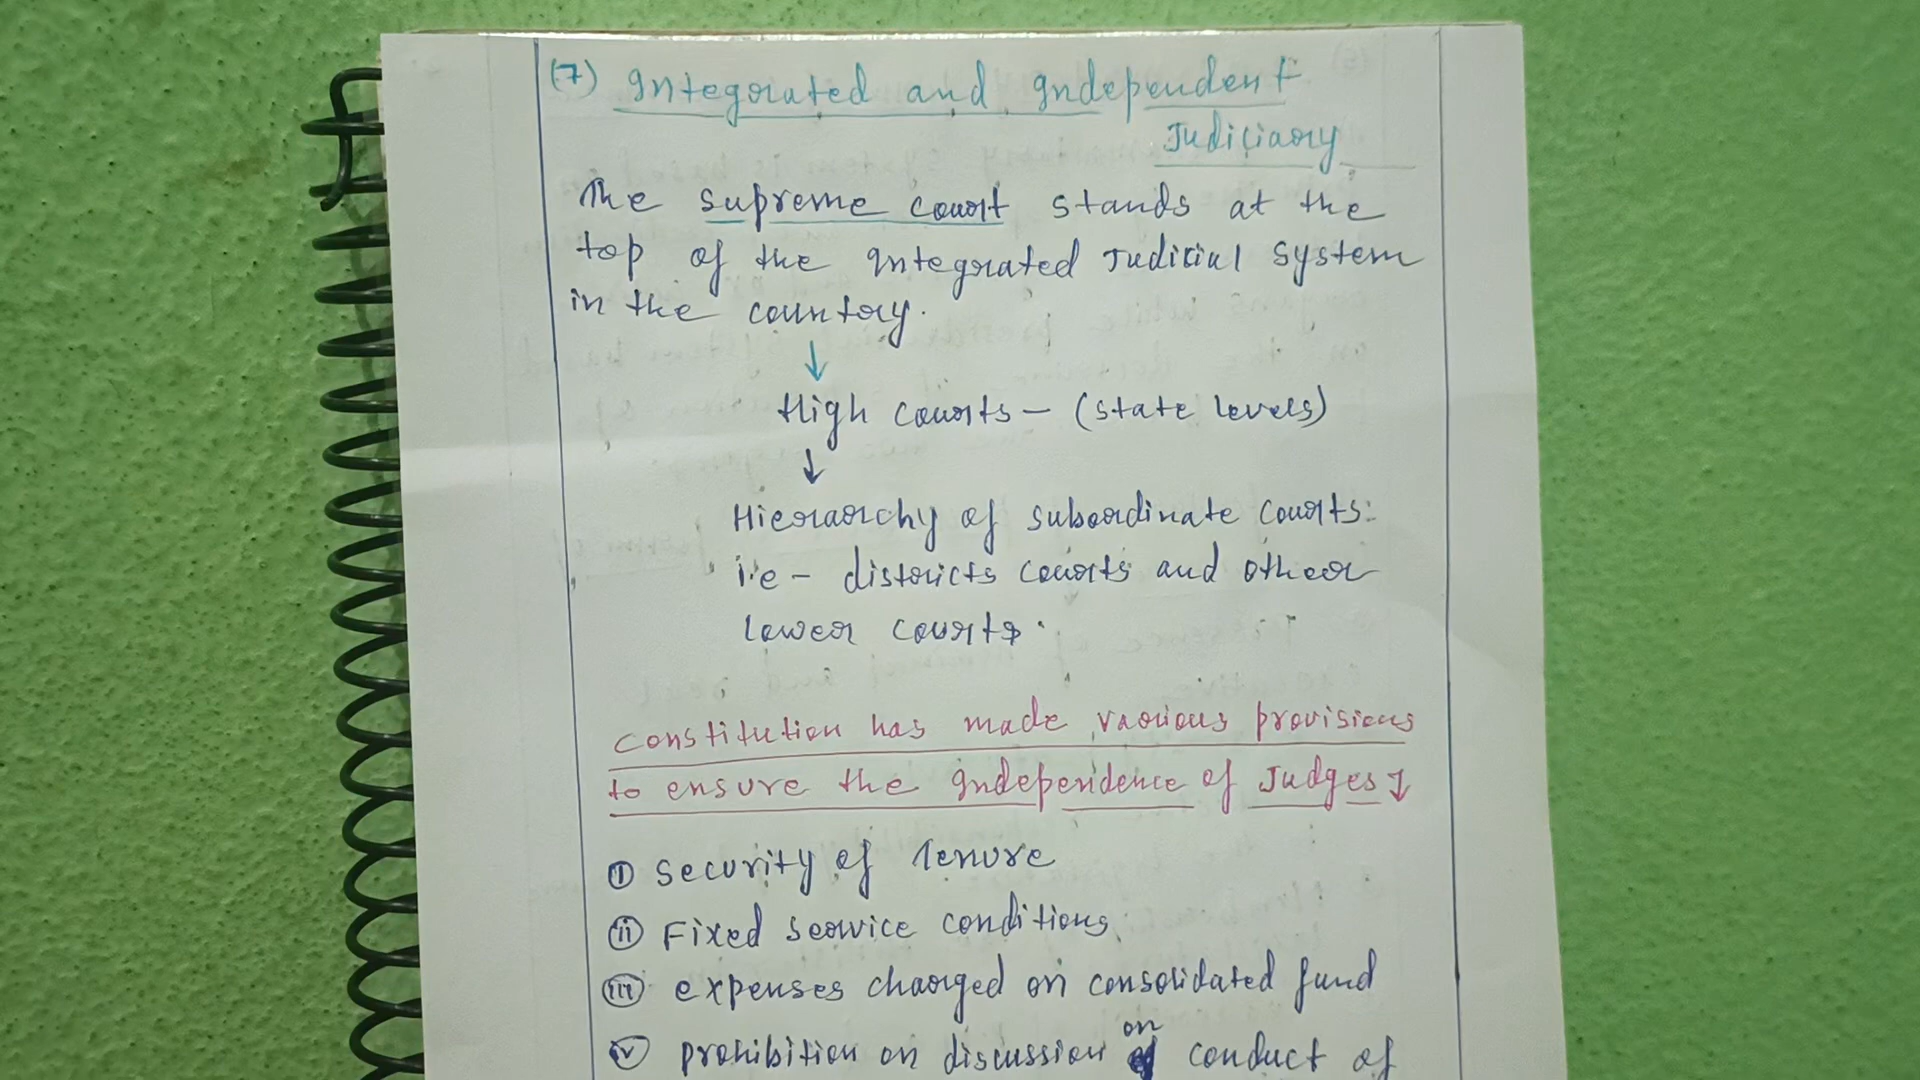 (7) Integrated and Independent
Judiciary
The supreme court stands at the
top of the Integrated Judicial system
in the country.
↓
High courts - (state levels)
↓
Hierarchy of subordinate courts:
i.e - districts courts and other
lower courts.
constitution has made various provisions
to ensure the Independence of Judges ↓
(i) security of Tenure
(ii) Fixed service conditions
(iii) expenses charged on consolidated fund
(iv) prohibition on discussion on conduct of